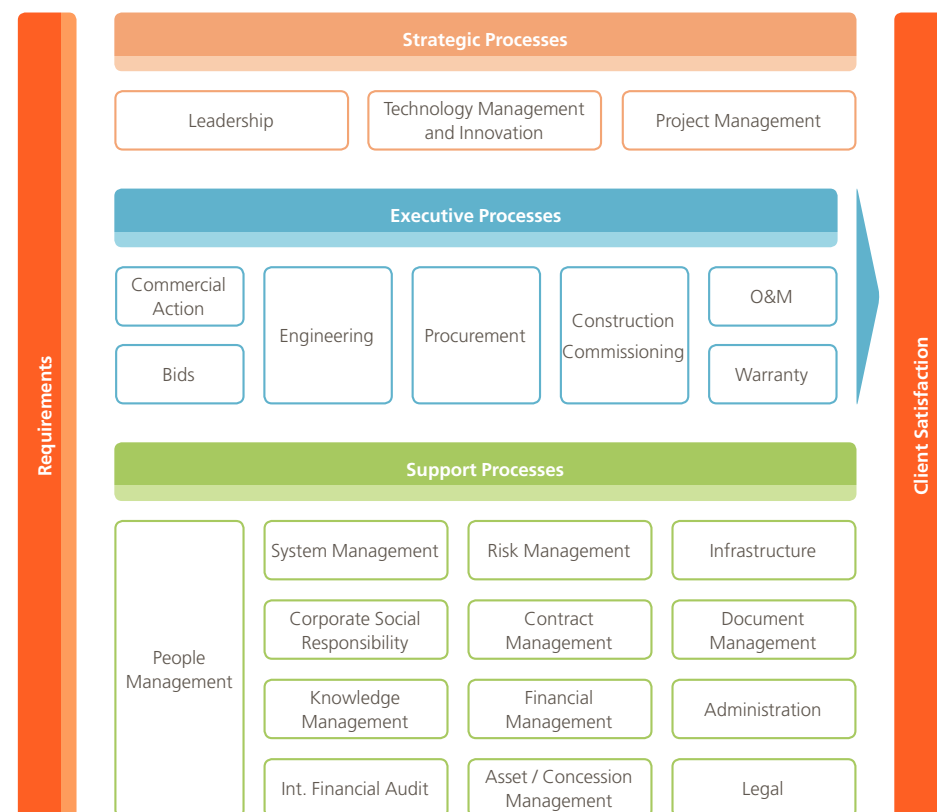 Requirements
Strategic Processes
Leadership
Technology Management
and Innovation
Project Management
Executive Processes
Commercial
Action
Bids
Engineering
Procurement
Construction
Commissioning
O&M
Warranty
Support Processes
People
Management
System Management
Risk Management
Infrastructure
Corporate Social
Responsibility
Contract
Management
Document
Management
Knowledge
Management
Financial
Management
Administration
Int. Financial Audit
Asset / Concession
Management
Legal
Client Satisfaction